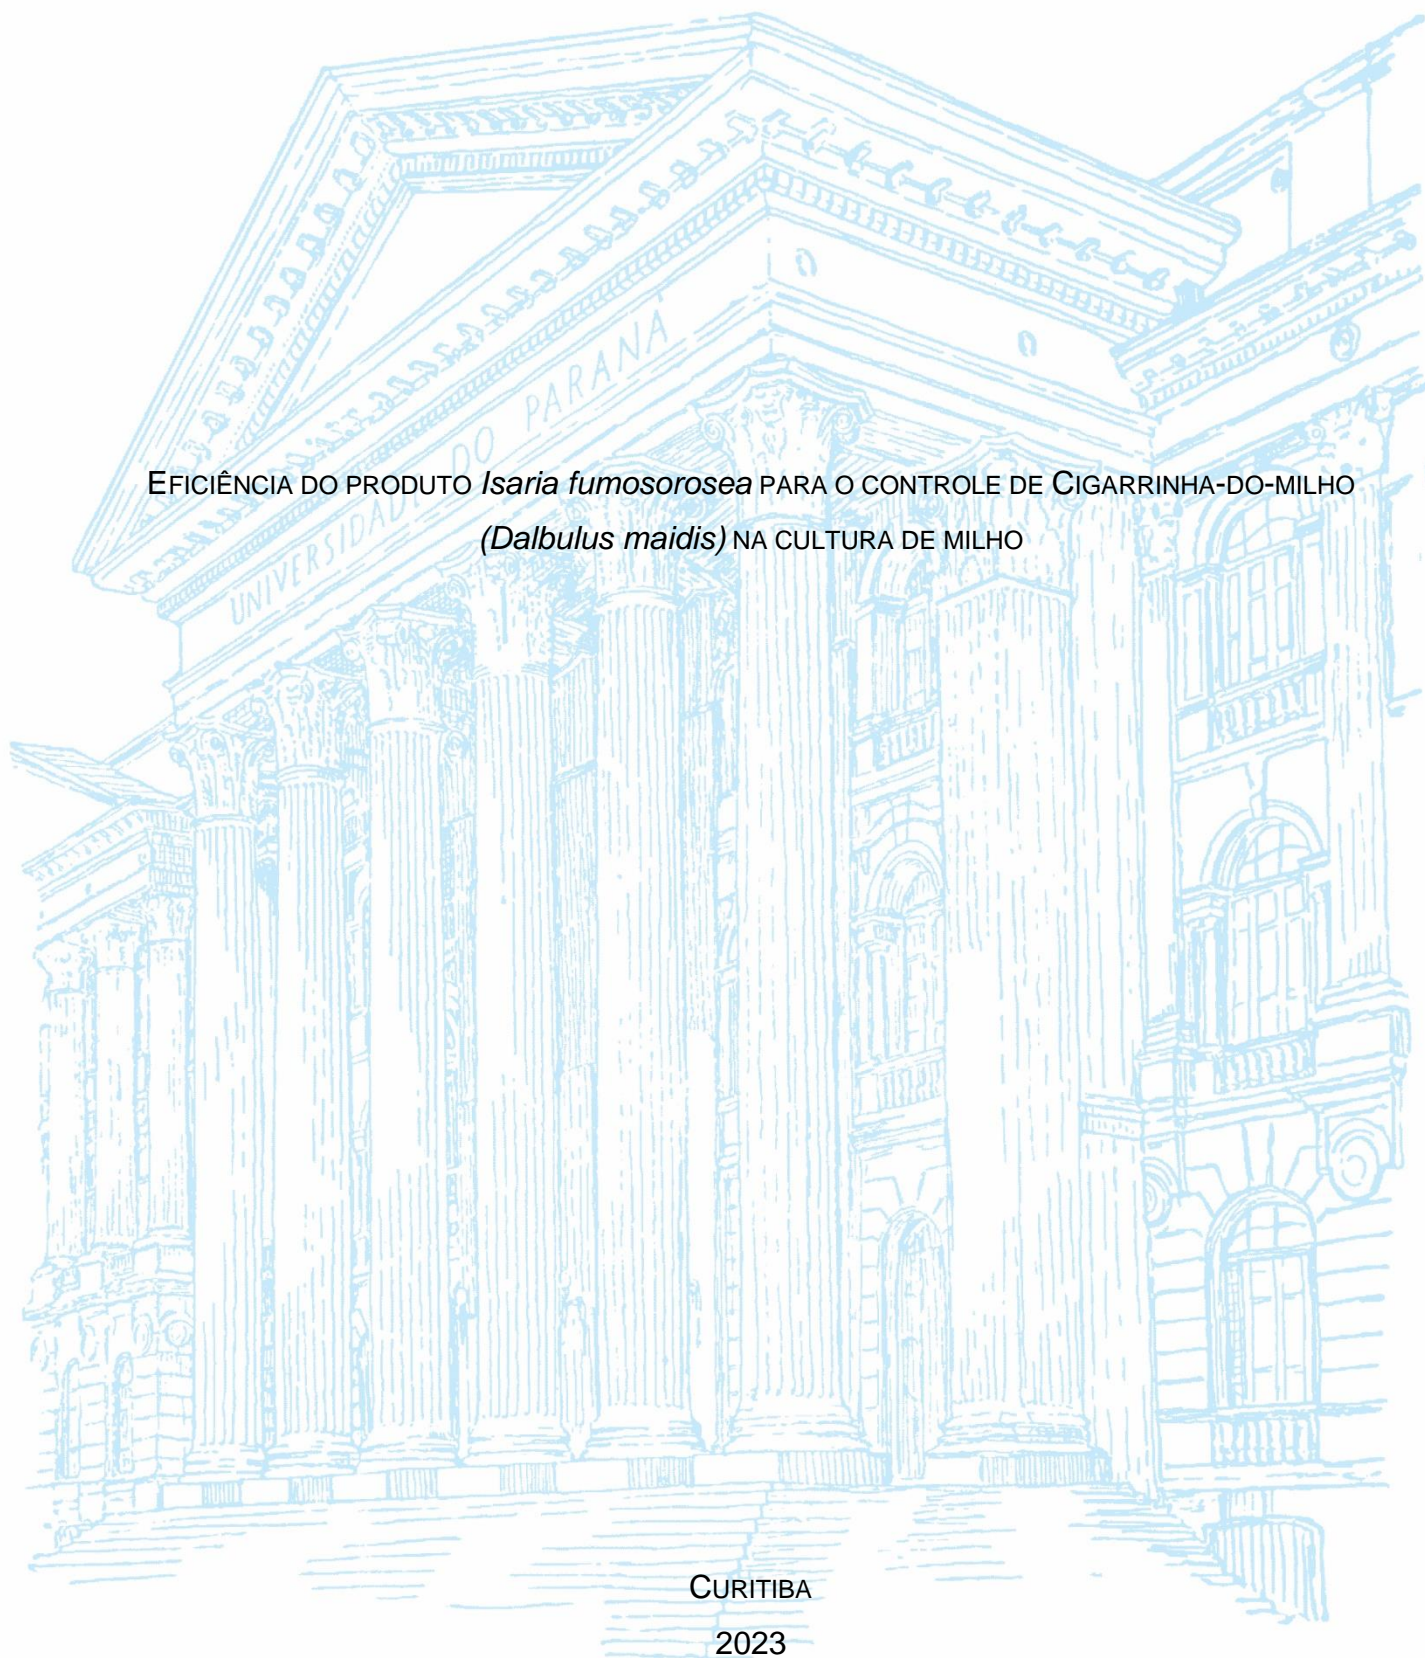 UNIVERSIDADE DO PARANÁ
EFICIÊNCIA DO PRODUTO Isaria fumosorosea PARA O CONTROLE DE CIGARRINHA-DO-MILHO
(Dalbulus maidis) NA CULTURA DE MILHO
CURITIBA
2023